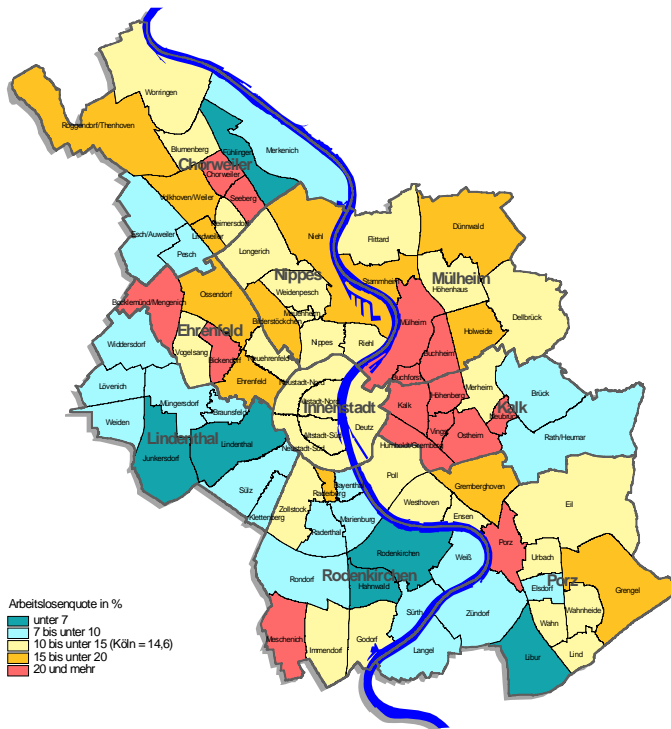 Worringen
Roggendorf/Thenhoven
Blumenberg
Fühlingen
Merkenich
Chorweiler
Chorweiler
Seeberg
Volkhoven/Weiler
Heimersdorf
Lindweiler
Esch/Auweiler
Pesch
Niehl
Longerich
Flittard
Dünnwald
Nippes
Weidenpesch
Stammheim
Mülheim
Höhenhaus
Dellbrück
Ossendorf
Bocklemünd/Mengenich
Mauenheim
Bilderstöckchen
Mülheim
Holweide
Ehrenfeld
Nippes
Riehl
Buchheim
Widdersdorf
Vogelsang
Bickendorf
Neuehrenfeld
Buchforst
Merheim
Ehrenfeld
Neustadt-Nord
Lövenich
Müngersdorf
Braunsfeld
Altstadt-Nord
Innenstadt
Kalk
Höhenberg
Kalk
Neubrück
Brück
Weiden
Lindenthal
Lindenthal
Altstadt-Süd
Deutz
Vingst
Ostheim
Rath/Heumar
Junkersdorf
Neustadt-Süd
Humboldt/Gremberg
Sülz
Bayenthal
Raderberg
Poll
Gremberghoven
Klettenberg
Zollstock
Westhoven
Eil
Marienburg
Ensen
Raderthal
Rodenkirchen
Weiß
Porz
Urbach
Rondorf
Rodenkirchen
Hahnwald
Elsdorf
Porz
Grengel
Sürth
Zündorf
Wahnheide
Wahn
Meschenich
Immendorf
Godorf
Langel
Libur
Lind
Arbeitslosenquote in %
unter 7
7 bis unter 10
10 bis unter 15 (Köln = 14,6)
15 bis unter 20
20 und mehr